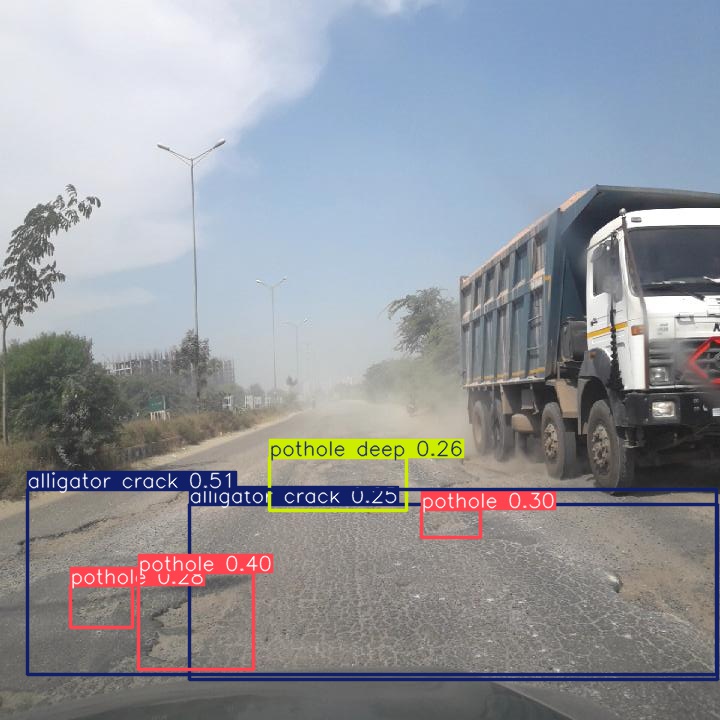 pothole deep 0.26
alligator crack 0.51
alligator crack 0.25
pothole 0.30
pothole 0.40
pothole 0.28